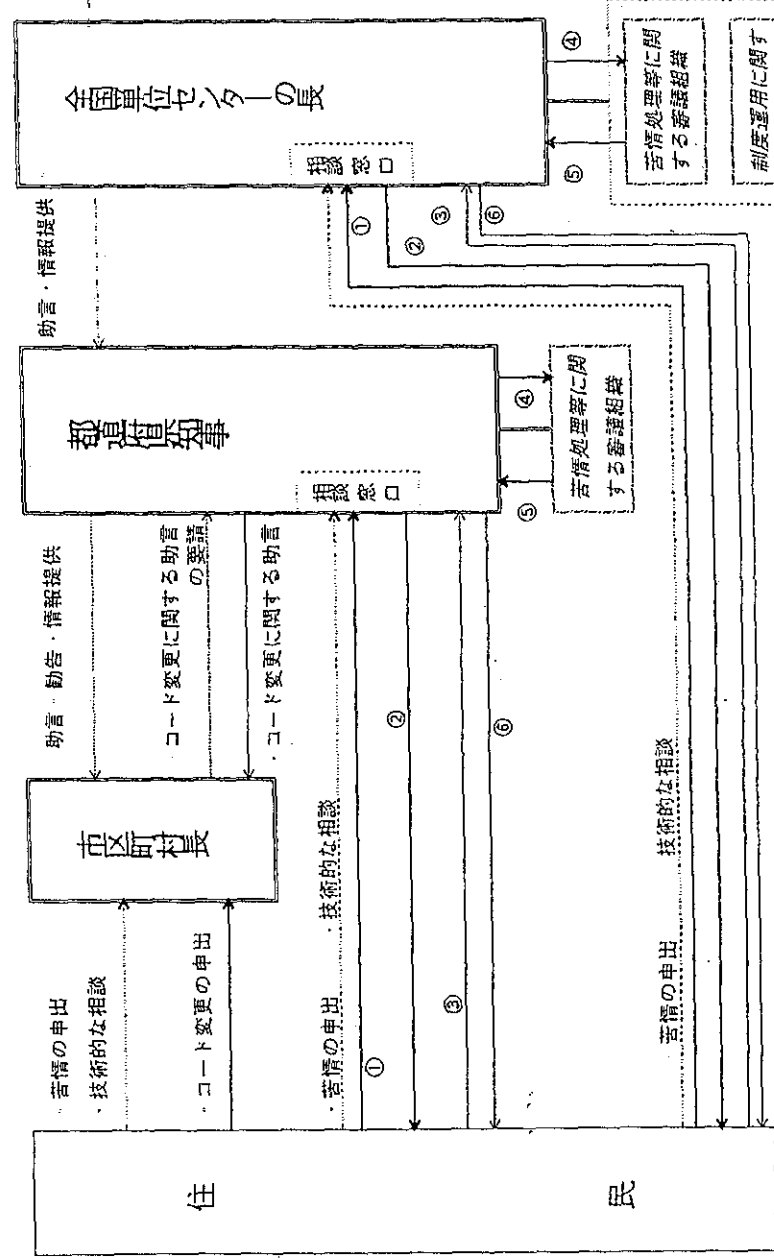 全国単位センターの長
相談
窓口
④
⑤
苦情処理等に関
する審議組織
制度運用に関す
助言・情報提供
①
②
③
⑥
都道府県知事
相談
窓口
④
⑤
苦情処理等に関
する審議組織
助言・勧告・情報提供
・コード変更に関する助言
の要請
・コード変更に関する助言
②
⑥
市区町村長
・苦情の申出
・技術的な相談
・コード変更の申出
・苦情の申出
・技術的な相談
①
③
苦情の申出
技術的な相談
住民